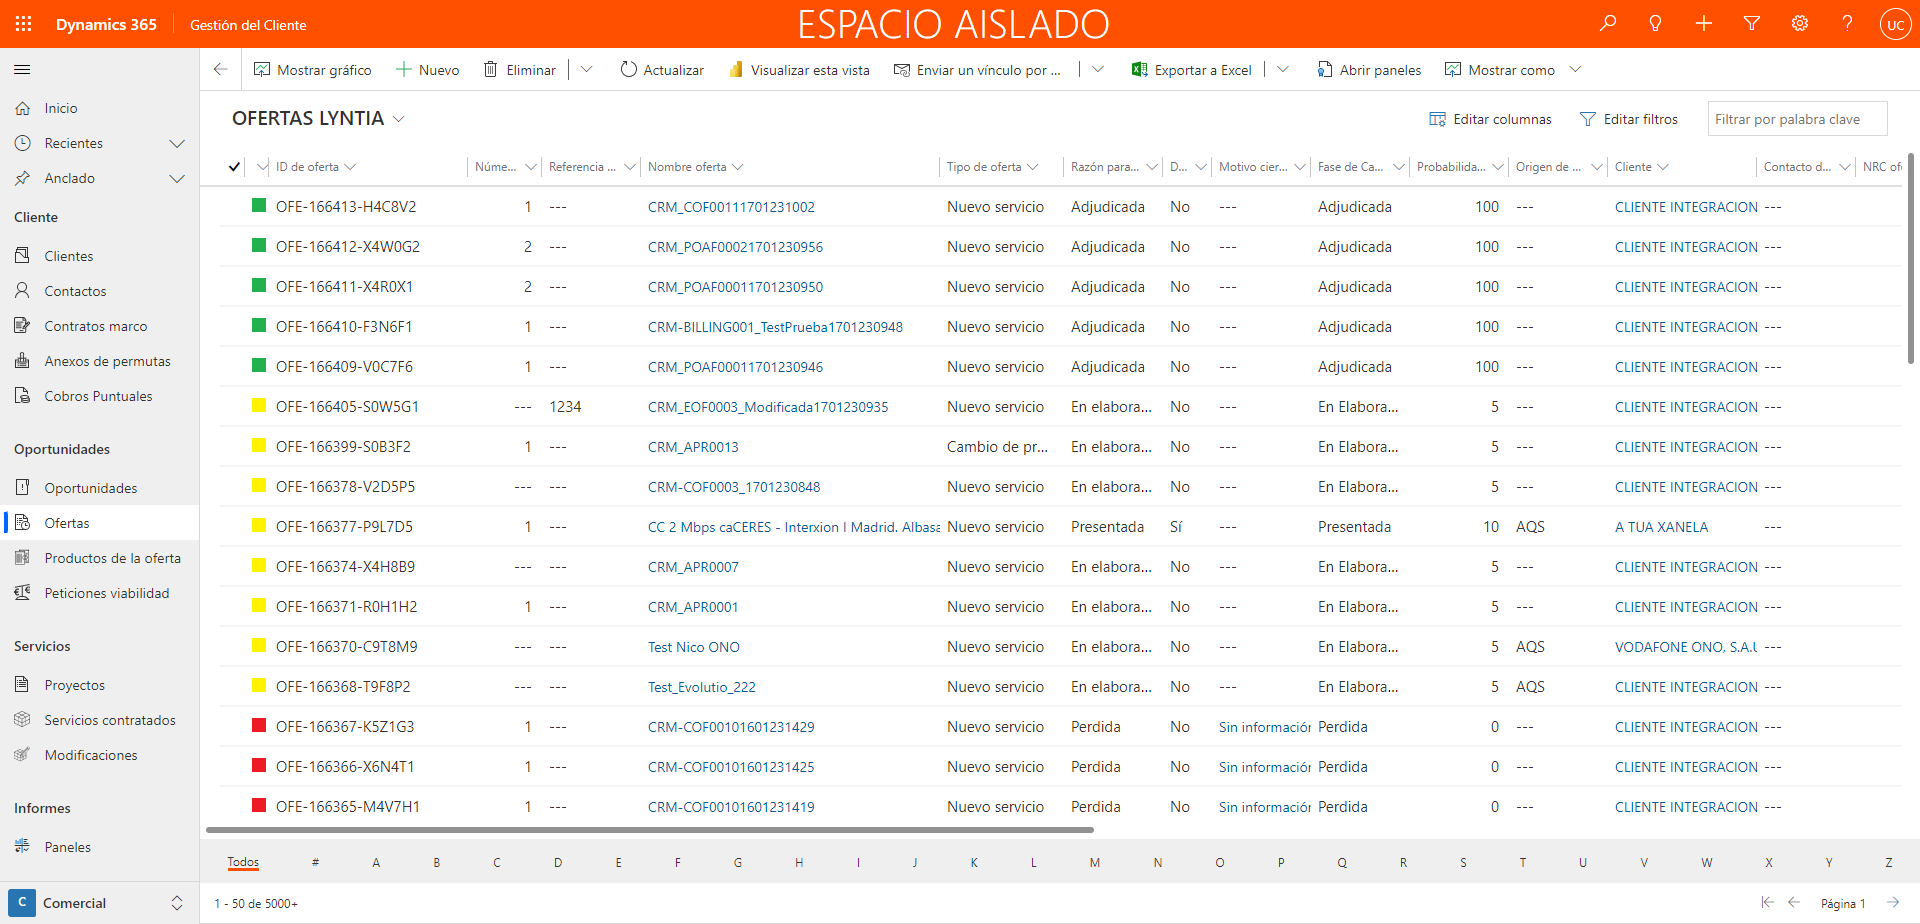 Dynamics 365 Gestión del Cliente ESPACIO AISLADO UC
Mostrar gráfico Nuevo Eliminar Actualizar Visualizar esta vista Enviar un vínculo por ... Exportar a Excel Abrir paneles Mostrar como
Inicio
Recientes
Anclado
Cliente
Clientes
Contactos
Contratos marco
Anexos de permutas
Cobros Puntuales
Oportunidades
Oportunidades
Ofertas
Productos de la oferta
Peticiones viabilidad
Servicios
Proyectos
Servicios contratados
Modificaciones
Informes
Paneles
C Comercial
OFERTAS LYNTIA Editar columnas Editar filtros Filtrar por palabra clave
ID de oferta Núme... Referencia ... Nombre oferta Tipo de oferta Razón para... D... Motivo cier... Fase de Ca... Probabilida... Origen de ... Cliente Contacto d... NRC ofe
OFE-166413-H4C8V2 1 --- CRM_COF00111701231002 Nuevo servicio Adjudicada No --- Adjudicada 100 --- CLIENTE INTEGRACION ---
OFE-166412-X4W0G2 2 --- CRM_POAF00021701230956 Nuevo servicio Adjudicada No --- Adjudicada 100 --- CLIENTE INTEGRACION ---
OFE-166411-X4R0X1 2 --- CRM_POAF00011701230950 Nuevo servicio Adjudicada No --- Adjudicada 100 --- CLIENTE INTEGRACION ---
OFE-166410-F3N6F1 1 --- CRM-BILLING001_TestPrueba1701230948 Nuevo servicio Adjudicada No --- Adjudicada 100 --- CLIENTE INTEGRACION ---
OFE-166409-V0C7F6 1 --- CRM_POAF00011701230946 Nuevo servicio Adjudicada No --- Adjudicada 100 --- CLIENTE INTEGRACION ---
OFE-166405-S0W5G1 --- 1234 CRM_EOF0003_Modificada1701230935 Nuevo servicio En elabora... No --- En Elabora... 5 --- CLIENTE INTEGRACION ---
OFE-166399-S0B3F2 1 --- CRM_APR0013 Cambio de pr... En elabora... No --- En Elabora... 5 --- CLIENTE INTEGRACION ---
OFE-166378-V2D5P5 --- --- CRM-COF0003_1701230848 Nuevo servicio En elabora... No --- En Elabora... 5 --- CLIENTE INTEGRACION ---
OFE-166377-P9L7D5 1 --- CC 2 Mbps caCERES - Interxion I Madrid. Albasa Nuevo servicio Presentada Sí --- Presentada 10 AQS A TUA XANELA ---
OFE-166374-X4H8B9 --- --- CRM_APR0007 Nuevo servicio En elabora... No --- En Elabora... 5 --- CLIENTE INTEGRACION ---
OFE-166371-R0H1H2 1 --- CRM_APR0001 Nuevo servicio En elabora... No --- En Elabora... 5 --- CLIENTE INTEGRACION ---
OFE-166370-C9T8M9 --- --- Test Nico ONO Nuevo servicio En elabora... No --- En Elabora... 5 AQS VODAFONE ONO, S.A.U ---
OFE-166368-T9F8P2 --- --- Test_Evolutio_222 Nuevo servicio En elabora... No --- En Elabora... 5 AQS CLIENTE INTEGRACION ---
OFE-166367-K5Z1G3 1 --- CRM-COF00101601231429 Nuevo servicio Perdida No Sin información Perdida 0 --- CLIENTE INTEGRACION ---
OFE-166366-X6N4T1 1 --- CRM-COF00101601231425 Nuevo servicio Perdida No Sin información Perdida 0 --- CLIENTE INTEGRACION ---
OFE-166365-M4V7H1 1 --- CRM-COF00101601231419 Nuevo servicio Perdida No Sin información Perdida 0 --- CLIENTE INTEGRACION ---
Todos # A B C D E F G H I J K L M N O P Q R S T U V W X Y Z
1 - 50 de 5000+ Página 1